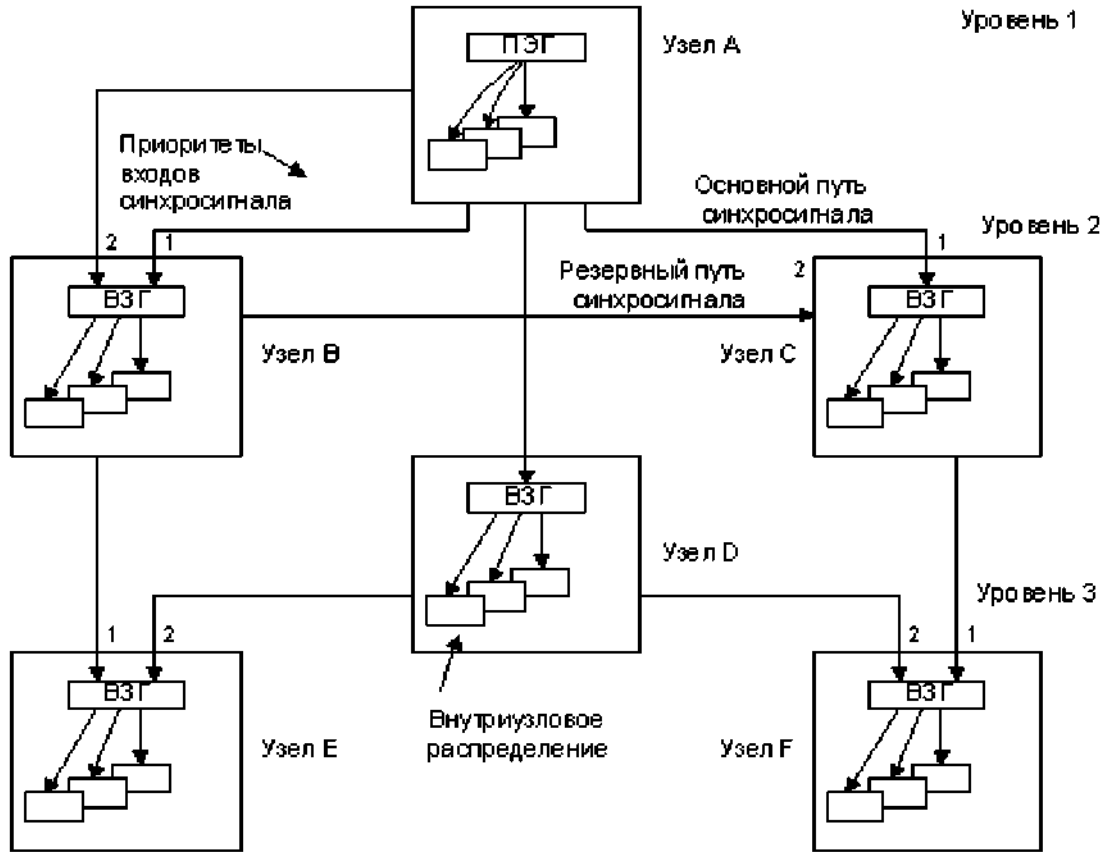 Уровень 1
Узел A
ПЭГ
Приоритеты
входов
синхросигнала
Основной путь
синхросигнала
Уровень 2
2
1
1
2
Резервный путь
синхросигнала
ВЗГ
ВЗГ
Узел B
Узел C
ВЗГ
Узел D
Уровень 3
1
2
2
1
ВЗГ
ВЗГ
Внутриузловое
распределение
Узел E
Узел F